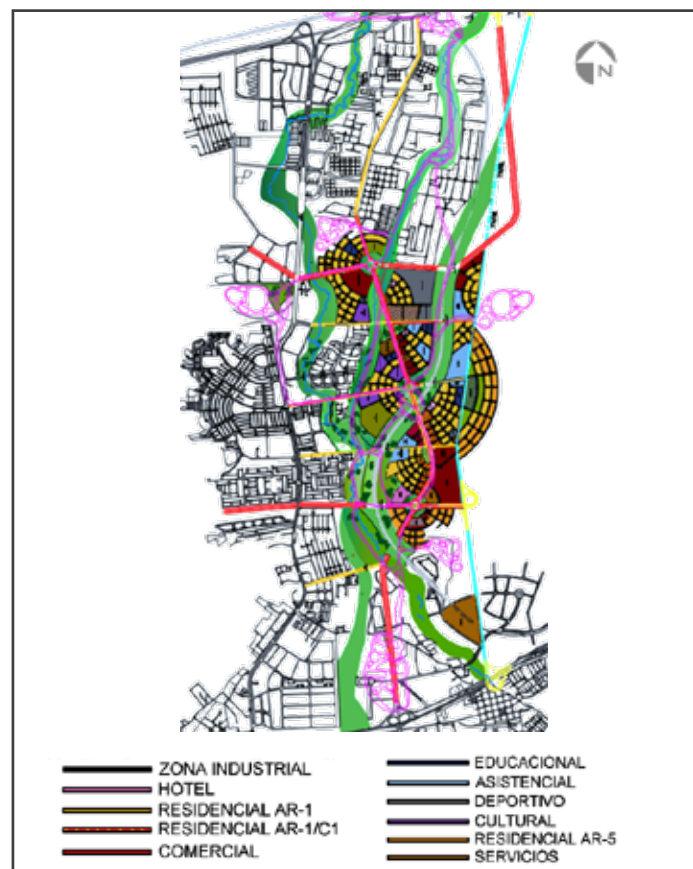 N
ZONA INDUSTRIAL
HOTEL
RESIDENCIAL AR-1
RESIDENCIAL AR-1/C1
COMERCIAL
EDUCACIONAL
ASISTENCIAL
DEPORTIVO
CULTURAL
RESIDENCIAL AR-5
SERVICIOS